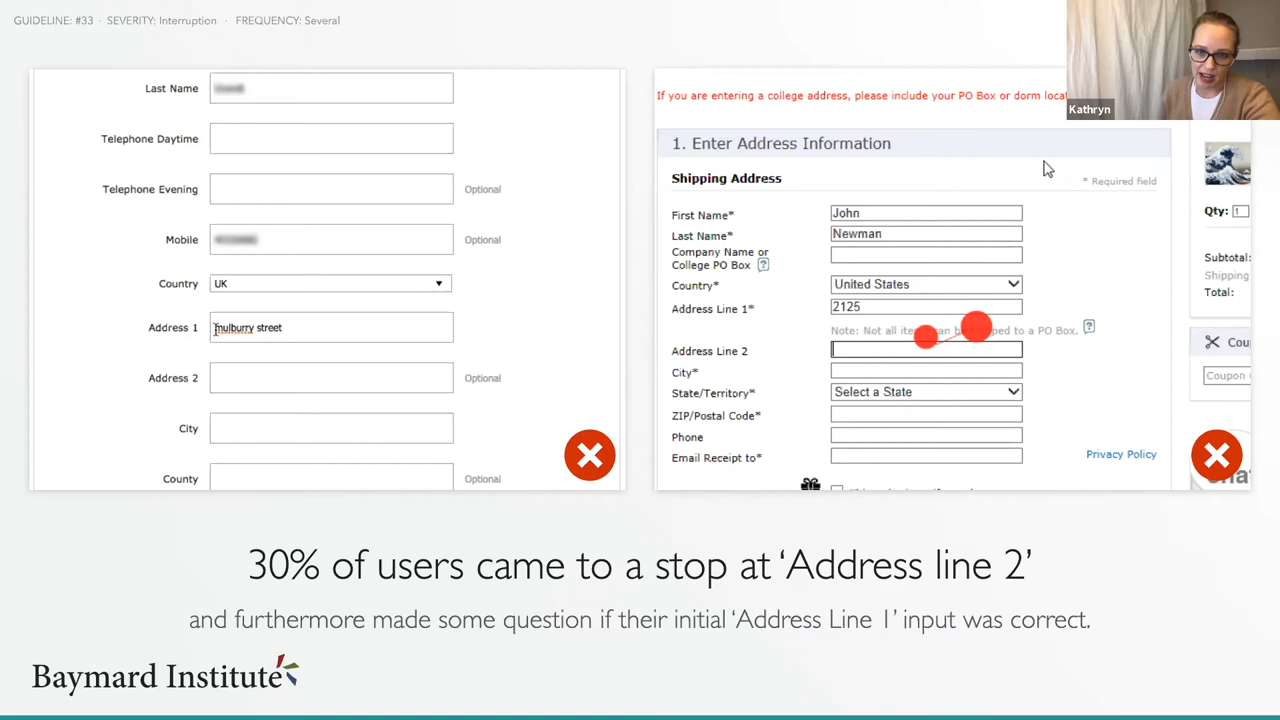 GUIDELINE: #33 · SEVERITY: Interruption · FREQUENCY: Several
Kathryn
Last Name
Telephone Daytime
Telephone Evening Optional
Mobile Optional
Country UK
Address 1 mulburry street
Address 2 Optional
City
County Optional
If you are entering a college address, please include your PO Box or dorm
1. Enter Address Information
Shipping Address
* Required field
First Name* John
Last Name* Newman
Company Name or
College PO Box ?
Country* United States
Address Line 1* 2125
Note: Not all to a PO Box. ?
Address Line 2
City*
State/Territory* Select a State
ZIP/Postal Code*
Phone
Email Receipt to*
Privacy Policy
Qty: 1
Subtotal:
Shipping
Total:
Coupon
30% of users came to a stop at ‘Address line 2’
and furthermore made some question if their initial ‘Address Line 1’ input was correct.
Baymard Institute